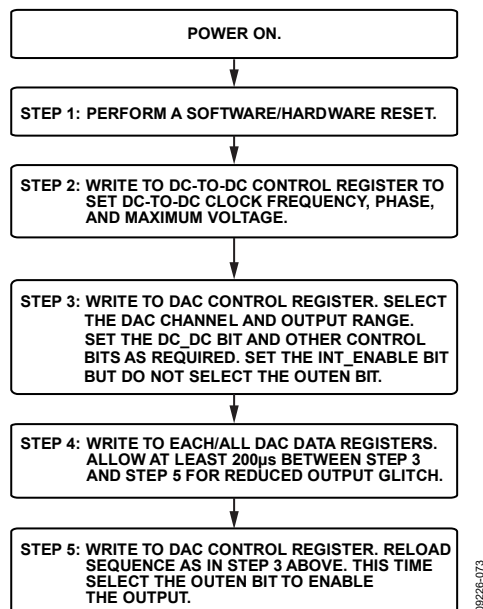 POWER ON.
STEP 1: PERFORM A SOFTWARE/HARDWARE RESET.
STEP 2: WRITE TO DC-TO-DC CONTROL REGISTER TO
SET DC-TO-DC CLOCK FREQUENCY, PHASE,
AND MAXIMUM VOLTAGE.
STEP 3: WRITE TO DAC CONTROL REGISTER. SELECT
THE DAC CHANNEL AND OUTPUT RANGE.
SET THE DC_DC BIT AND OTHER CONTROL
BITS AS REQUIRED. SET THE INT_ENABLE BIT
BUT DO NOT SELECT THE OUTEN BIT.
STEP 4: WRITE TO EACH/ALL DAC DATA REGISTERS.
ALLOW AT LEAST 200µs BETWEEN STEP 3
AND STEP 5 FOR REDUCED OUTPUT GLITCH.
STEP 5: WRITE TO DAC CONTROL REGISTER. RELOAD
SEQUENCE AS IN STEP 3 ABOVE. THIS TIME
SELECT THE OUTEN BIT TO ENABLE
THE OUTPUT.
09226-073